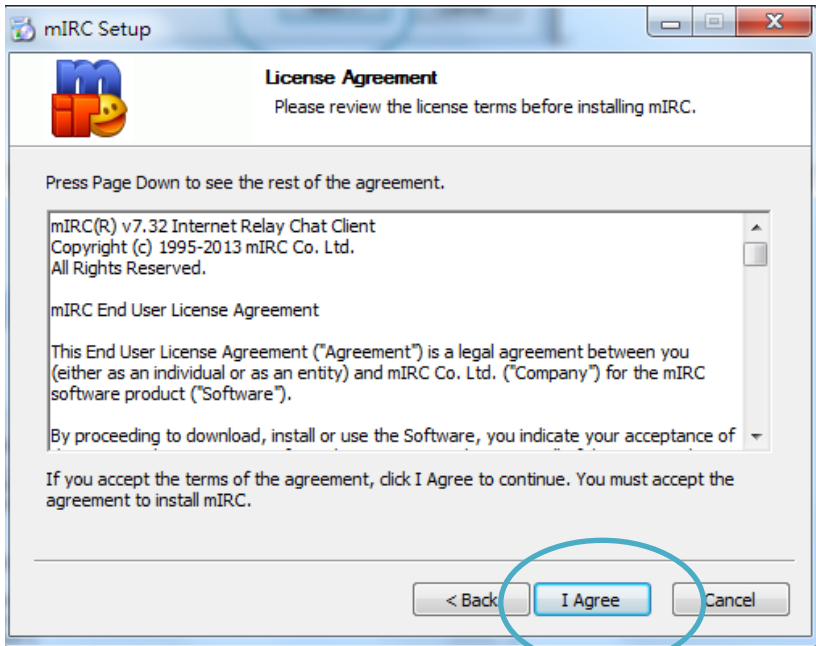 mIRC Setup
License Agreement
Please review the license terms before installing mIRC.
Press Page Down to see the rest of the agreement.
mIRC(R) v7.32 Internet Relay Chat Client
Copyright (c) 1995-2013 mIRC Co. Ltd.
All Rights Reserved.
mIRC End User License Agreement
This End User License Agreement ("Agreement") is a legal agreement between you
(either as an individual or as an entity) and mIRC Co. Ltd. ("Company") for the mIRC
software product ("Software").
By proceeding to download, install or use the Software, you indicate your acceptance of
If you accept the terms of the agreement, click I Agree to continue. You must accept the
agreement to install mIRC.
< Back I Agree Cancel